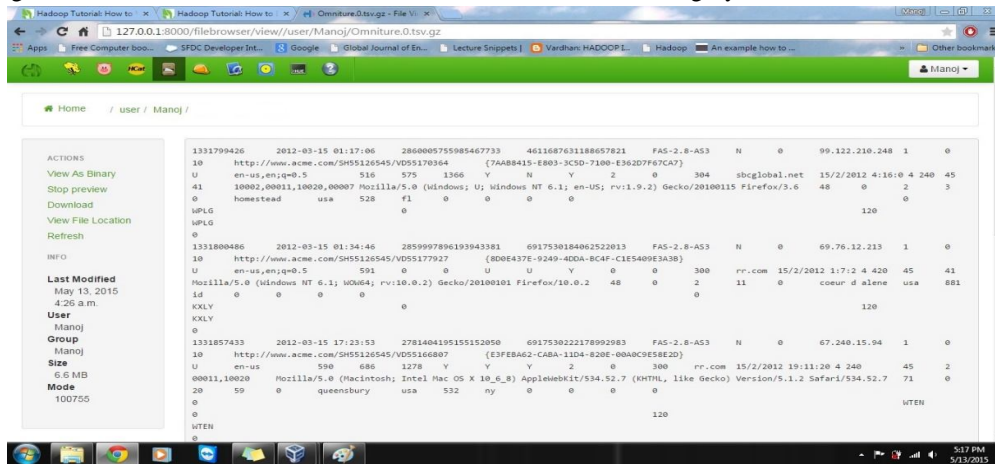 Hadoop Tutorial: How to Hadoop Tutorial: How to Omniture.0.tsv.gz - File Vi Manoj
127.0.0.1:8000/filebrowser/view//user/Manoj/Omniture.0.tsv.gz
Apps Free Computer boo... SFDC Developer Int... Google Global Journal of En... Lecture Snippets | Vardhan: HADOOP I... Hadoop An example how to ... » Other bookmark
HCat Manoj
Home / user / Manoj /
ACTIONS
View As Binary
Stop preview
Download
View File Location
Refresh
INFO
Last Modified
May 13, 2015
4:26 a.m.
User
Manoj
Group
Manoj
Size
6.6 MB
Mode
100755
1331799426 2012-03-15 01:17:06 2860005755985467733 4611687631188657821 FAS-2.8-AS3 N 0 99.122.210.248 1 0
10 http://www.acme.com/SH55126545/VD55170364 {7AAB8415-E803-3C5D-7100-E362D7F67CA7}
U en-us,en;q=0.5 516 575 1366 Y N Y 2 0 304 sbcglobal.net 15/2/2012 4:16:0 4 240 45
41 10002,00011,10020,00007 Mozilla/5.0 (Windows; U; Windows NT 6.1; en-US; rv:1.9.2) Gecko/20100115 Firefox/3.6 48 0 2 3
0 homestead usa 528 fl 0 0 0 0 0
WPLG 0 120
WPLG
0
1331800486 2012-03-15 01:34:46 2859997896193943381 6917530184062522013 FAS-2.8-AS3 N 0 69.76.12.213 1 0
10 http://www.acme.com/SH55126545/VD55177927 {8D0E437E-9249-4DDA-BC4F-C1E5409E3A3B}
U en-us,en;q=0.5 591 0 0 U U Y 0 0 300 rr.com 15/2/2012 1:7:2 4 420 45 41
Mozilla/5.0 (Windows NT 6.1; WOW64; rv:10.0.2) Gecko/20100101 Firefox/10.0.2 48 0 2 11 0 coeur d alene usa 881
id 0 0 0 0 0
KXLY 0 120
KXLY
0
1331857433 2012-03-15 17:23:53 2781404195155152050 6917530222178992383 FAS-2.8-AS3 N 0 67.240.15.94 1 0
10 http://www.acme.com/SH55126545/VD55166807 {E3FEBA62-CABA-11D4-820E-00A0C9E58E2D}
U en-us 590 686 1278 Y Y Y 2 0 300 rr.com 15/2/2012 19:11:20 4 240 45 2
00011,10020 Mozilla/5.0 (Macintosh; Intel Mac OS X 10_6_8) AppleWebKit/534.52.7 (KHTML, like Gecko) Version/5.1.2 Safari/534.52.7 71 0
20 59 0 queensbury usa 532 ny 0 0 0 0
0 WTEN
0 120
WTEN
0
5:17 PM
5/13/2015